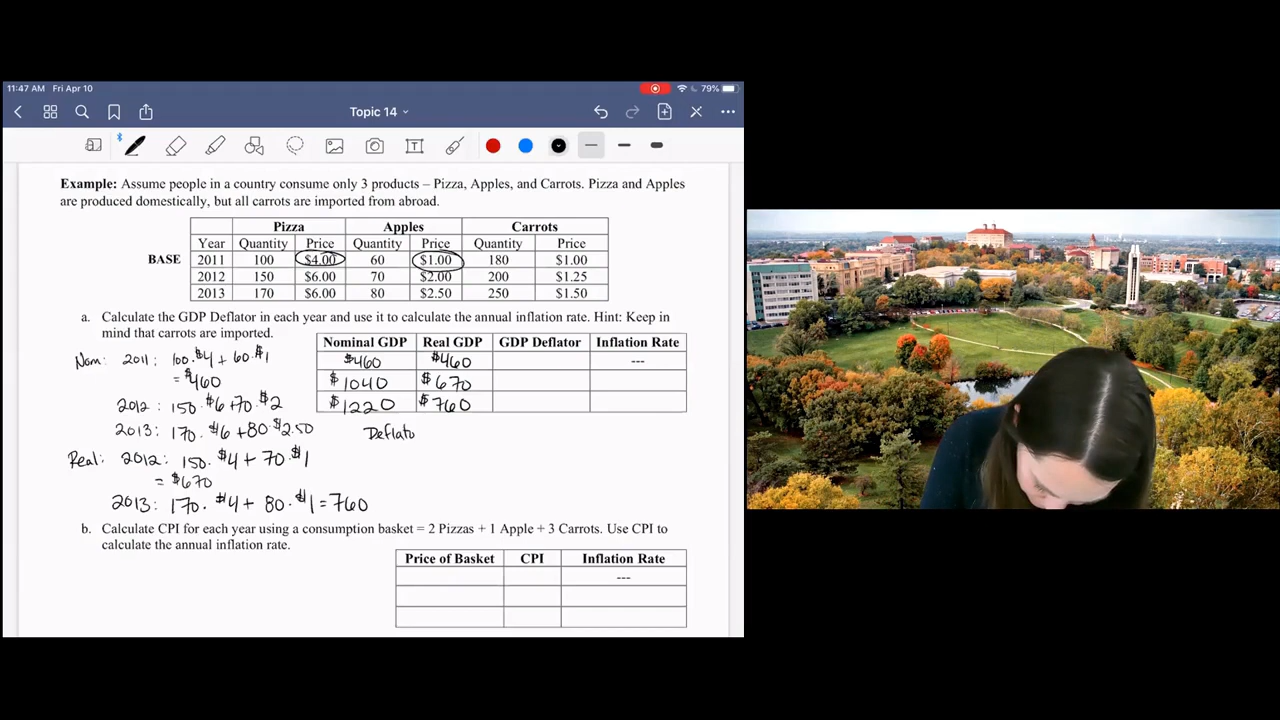 11:47 AM Fri Apr 10
79%
Topic 14
Example: Assume people in a country consume only 3 products – Pizza, Apples, and Carrots. Pizza and Apples
are produced domestically, but all carrots are imported from abroad.
Pizza Apples Carrots
Year Quantity Price Quantity Price Quantity Price
BASE 2011 100 $4.00 60 $1.00 180 $1.00
2012 150 $6.00 70 $2.00 200 $1.25
2013 170 $6.00 80 $2.50 250 $1.50
a. Calculate the GDP Deflator in each year and use it to calculate the annual inflation rate. Hint: Keep in
mind that carrots are imported.
Nominal GDP Real GDP GDP Deflator Inflation Rate
$460 $460 ---
$1040 $670
$1220 $760
Nom: 2011: 100·$4 + 60·$1
= $460
2012: 150·$6+70·$2
2013: 170·$6+80·$2.50
Deflato
Real: 2012: 150·$4 + 70·$1
= $670
2013: 170·$4+ 80·$1=760
b. Calculate CPI for each year using a consumption basket = 2 Pizzas + 1 Apple + 3 Carrots. Use CPI to
calculate the annual inflation rate.
Price of Basket CPI Inflation Rate
---